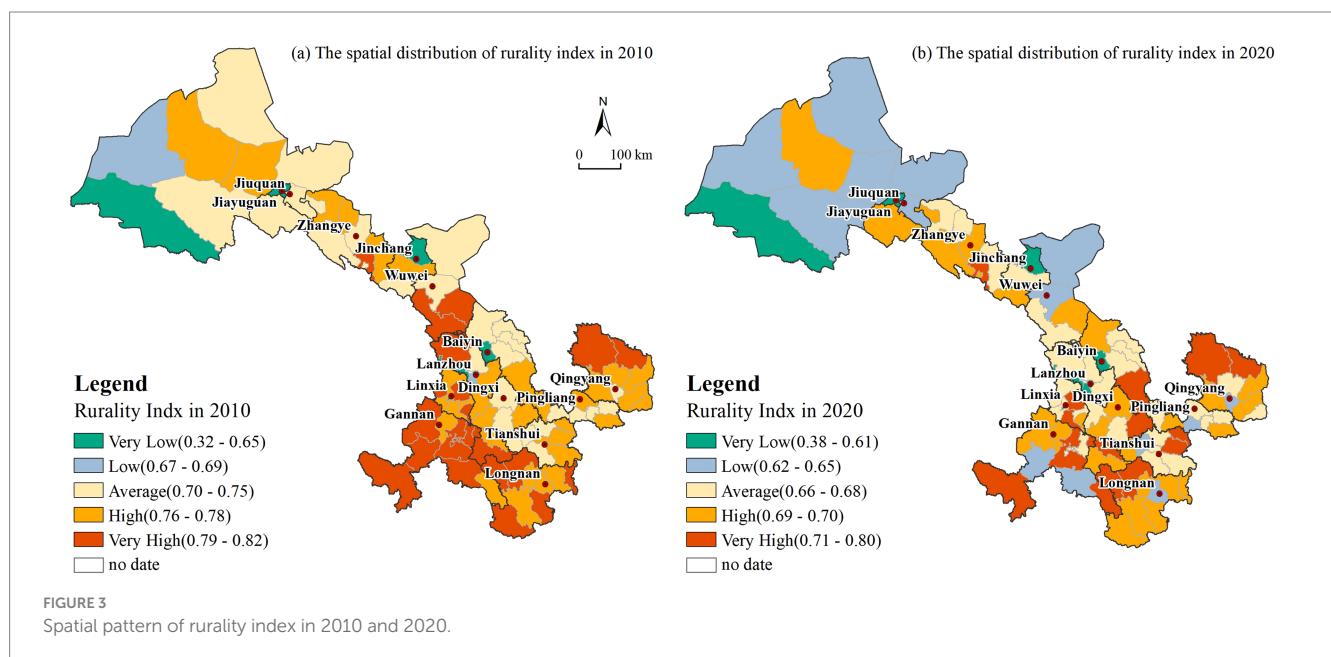 (a) The spatial distribution of rurality index in 2010
N
0 100 km
Jiuquan
Jiayuguan
Zhangye
Jinchang
Wuwei
Baiyin
Lanzhou
Linxia
Dingxi
Qingyang
Pingliang
Gannan
Tianshui
Longnan
Legend
Rurality Indx in 2010
Very Low(0.32 - 0.65)
Low(0.67 - 0.69)
Average(0.70 - 0.75)
High(0.76 - 0.78)
Very High(0.79 - 0.82)
no date
(b) The spatial distribution of rurality index in 2020
Jiuquan
Jiayuguan
Zhangye
Jinchang
Wuwei
Baiyin
Lanzhou
Linxia
Dingxi
Qingyang
Pingliang
Gannan
Tianshui
Longnan
Legend
Rurality Indx in 2020
Very Low(0.38 - 0.61)
Low(0.62 - 0.65)
Average(0.66 - 0.68)
High(0.69 - 0.70)
Very High(0.71 - 0.80)
no date
FIGURE 3
Spatial pattern of rurality index in 2010 and 2020.